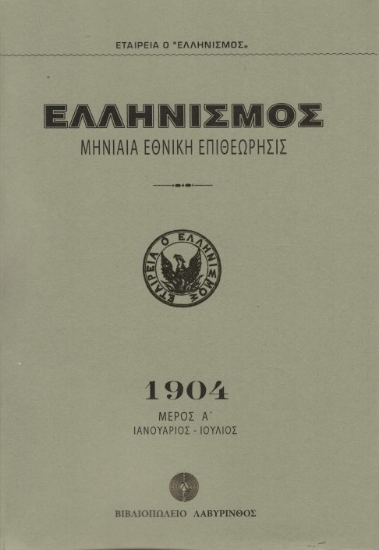 ΕΤΑΙΡΕΙΑ Ο "ΕΛΛΗΝΙΣΜΟΣ„
ΕΛΛΗΝΙΣΜΟΣ
ΜΗΝΙΑΙΑ ΕΘΝΙΚΗ ΕΠΙΘΕΩΡΗΣΙΣ
ΕΤΑΙΡΕΙΑ Ο ΕΛΛΗΝΙΣΜΟΣ
1904
ΜΕΡΟΣ Α΄
ΙΑΝΟΥΑΡΙΟΣ - ΙΟΥΛΙΟΣ
ΒΙΒΛΙΟΠΩΛΕΙΟ ΛΑΒΥΡΙΝΘΟΣ